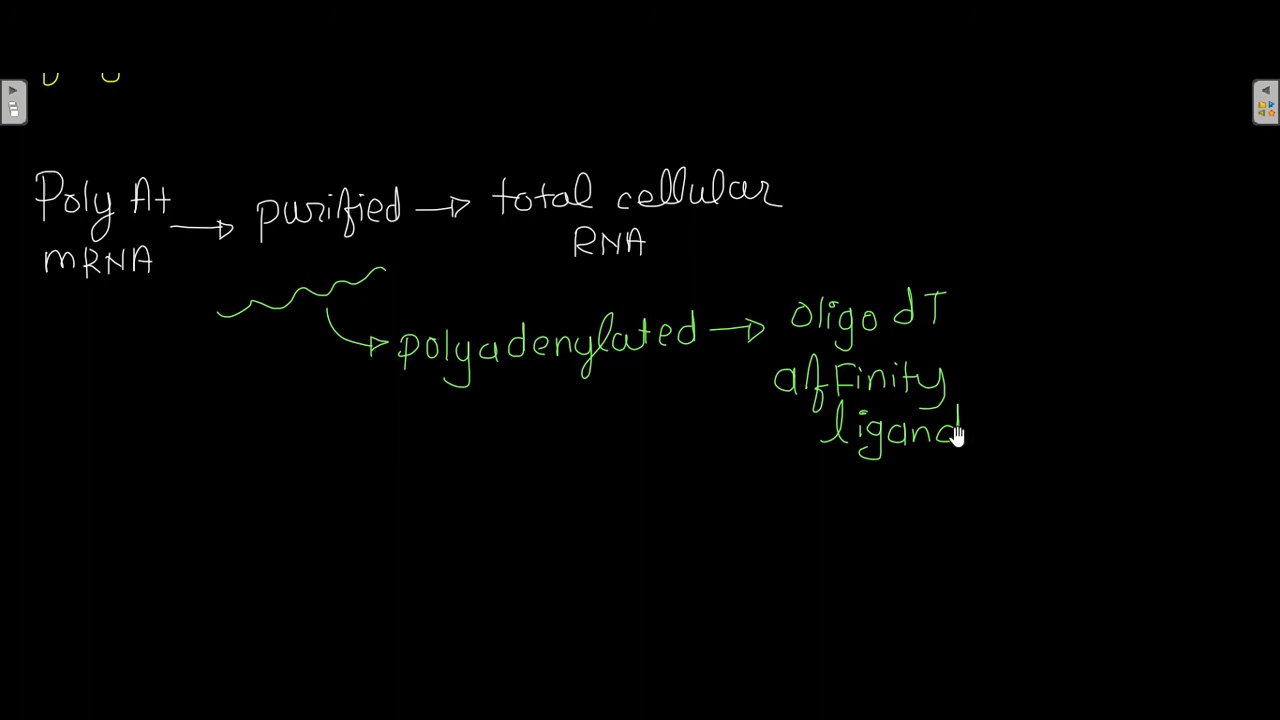 Poly A+ → purified → total cellular
mRNA RNA
polyadenylated → oligo dT
affinity
ligand